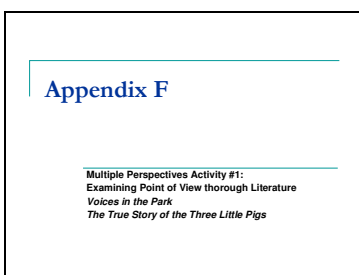 Appendix F
Multiple Perspectives Activity #1:
Examining Point of View thorough Literature
Voices in the Park
The True Story of the Three Little Pigs